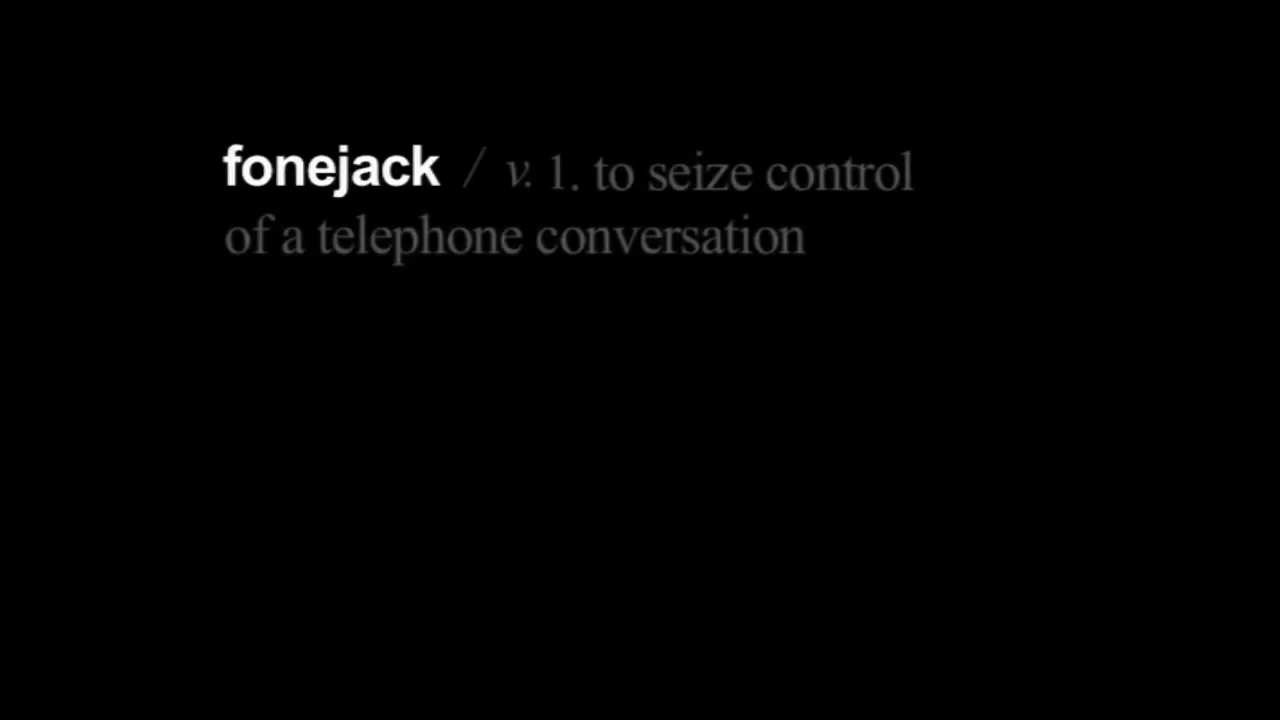 fonejack / v. 1. to seize control
of a telephone conversation